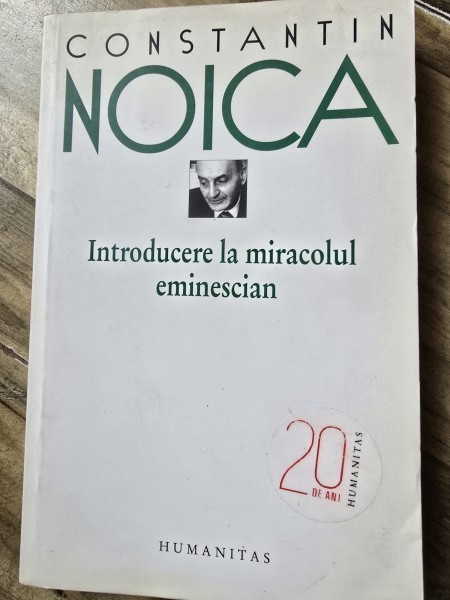 CONSTANTIN
NOICA
Introducere la miracolul
eminescian
20
DE ANI
HUMANITAS
HUMANITAS